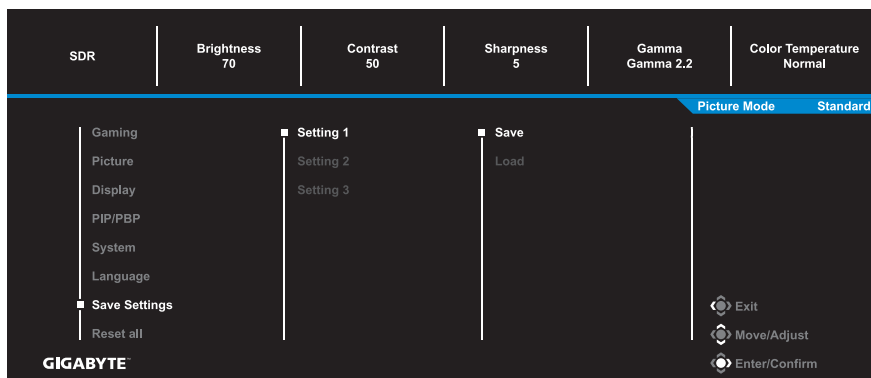 SDR
Brightness
70
Contrast
50
Sharpness
5
Gamma
Gamma 2.2
Color Temperature
Normal
Picture Mode Standard
Gaming
Picture
Display
PIP/PBP
System
Language
Save Settings
Reset all
Setting 1
Setting 2
Setting 3
Save
Load
Exit
Move/Adjust
Enter/Confirm
GIGABYTE™